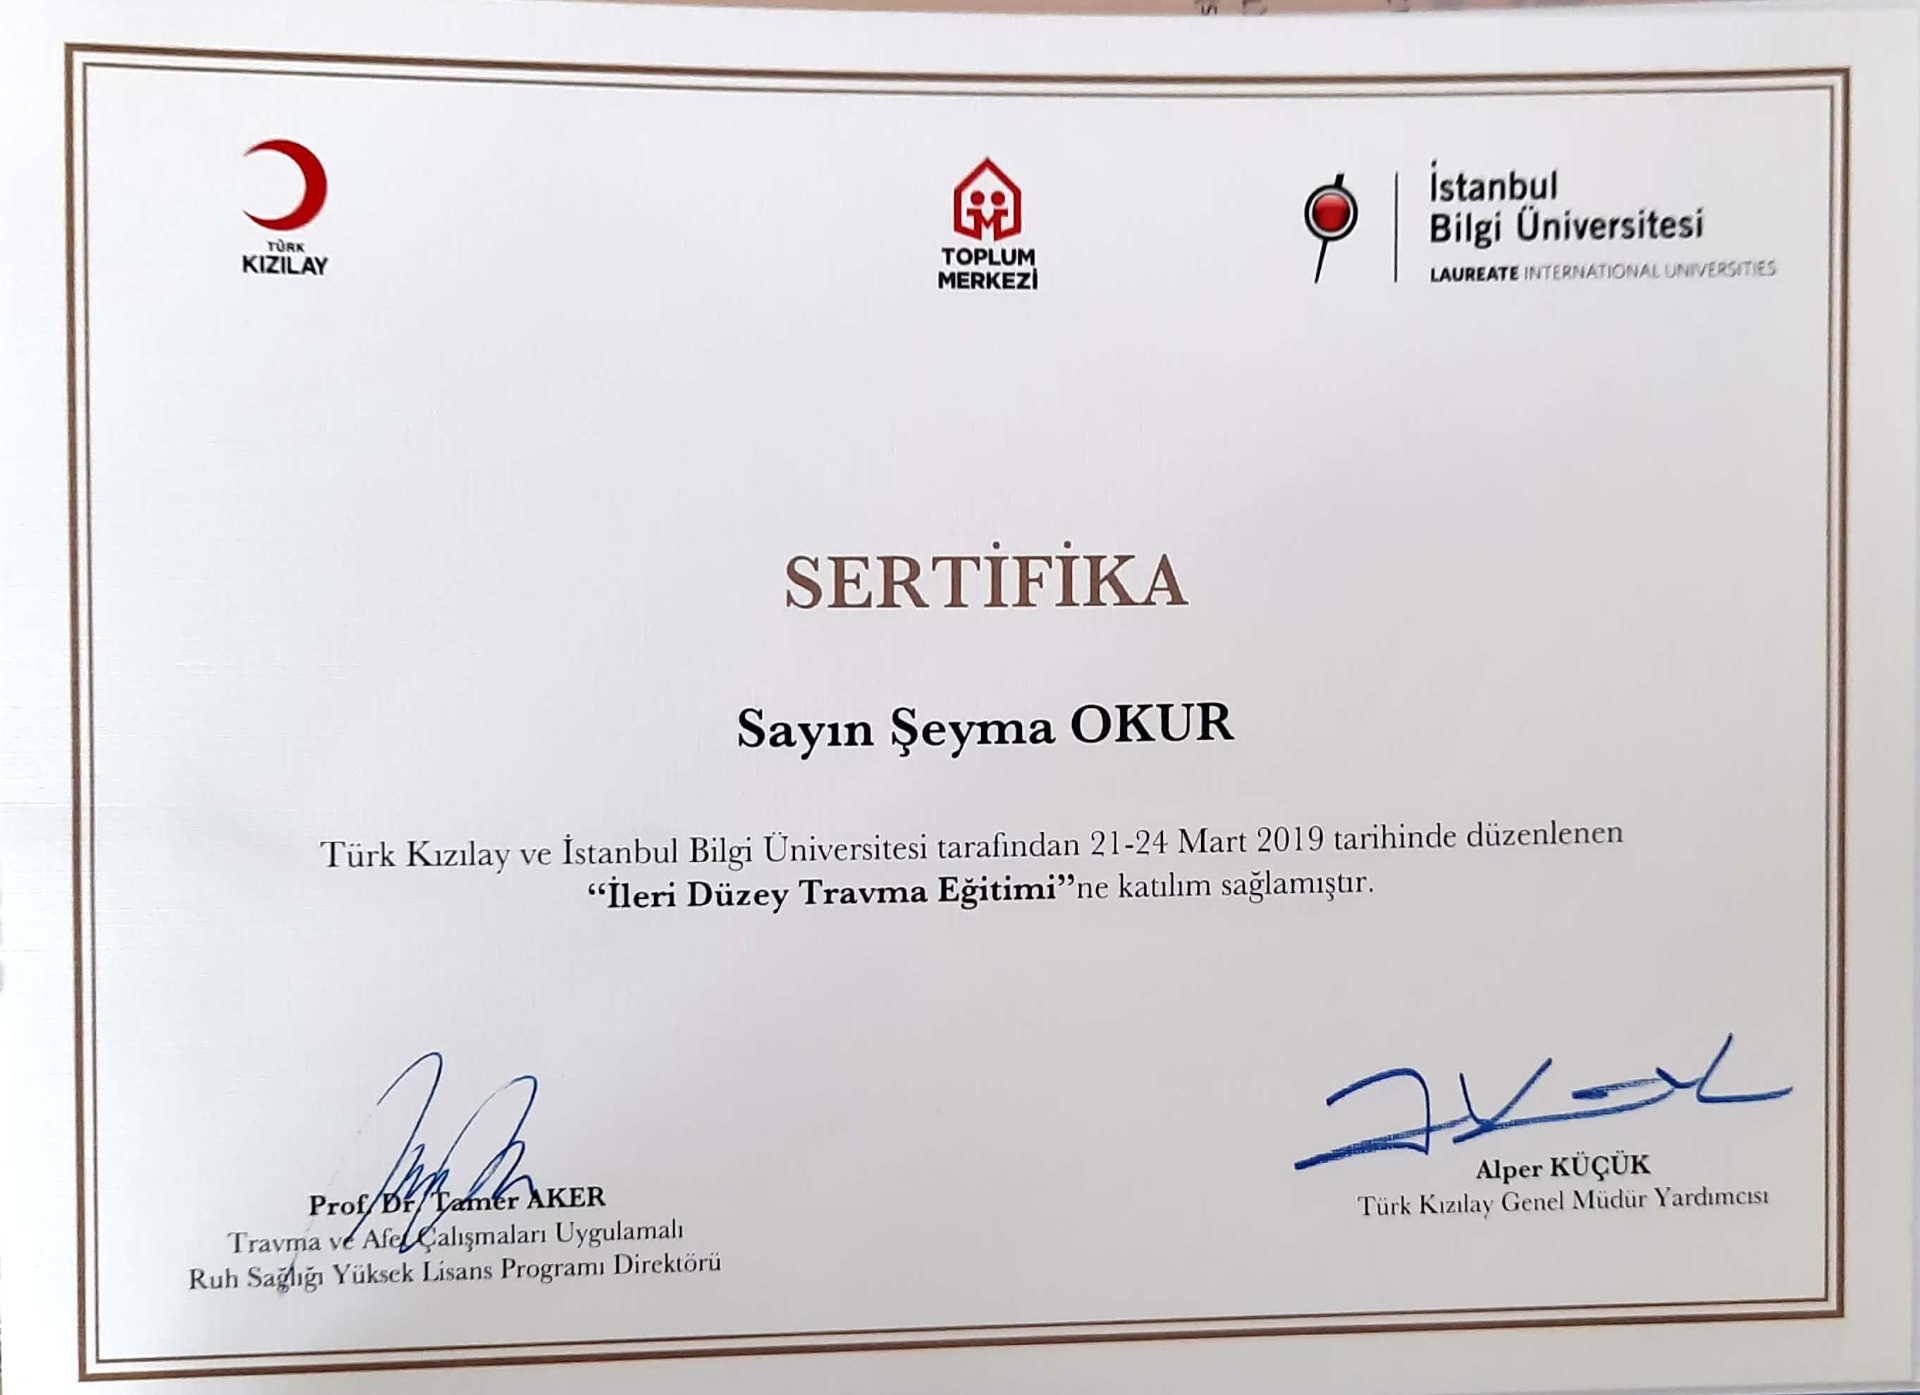 TÜRK
KIZILAY
TOPLUM
MERKEZİ
İstanbul
Bilgi Üniversitesi
LAUREATE INTERNATIONAL UNIVERSITIES
SERTİFİKA
Sayın Şeyma OKUR
Türk Kızılay ve İstanbul Bilgi Üniversitesi tarafından 21-24 Mart 2019 tarihinde düzenlenen
“İleri Düzey Travma Eğitimi”ne katılım sağlamıştır.
Prof. Dr. Tamer AKER
Travma ve Afet Çalışmaları Uygulamalı
Ruh Sağlığı Yüksek Lisans Programı Direktörü
Alper KÜÇÜK
Türk Kızılay Genel Müdür Yardımcısı